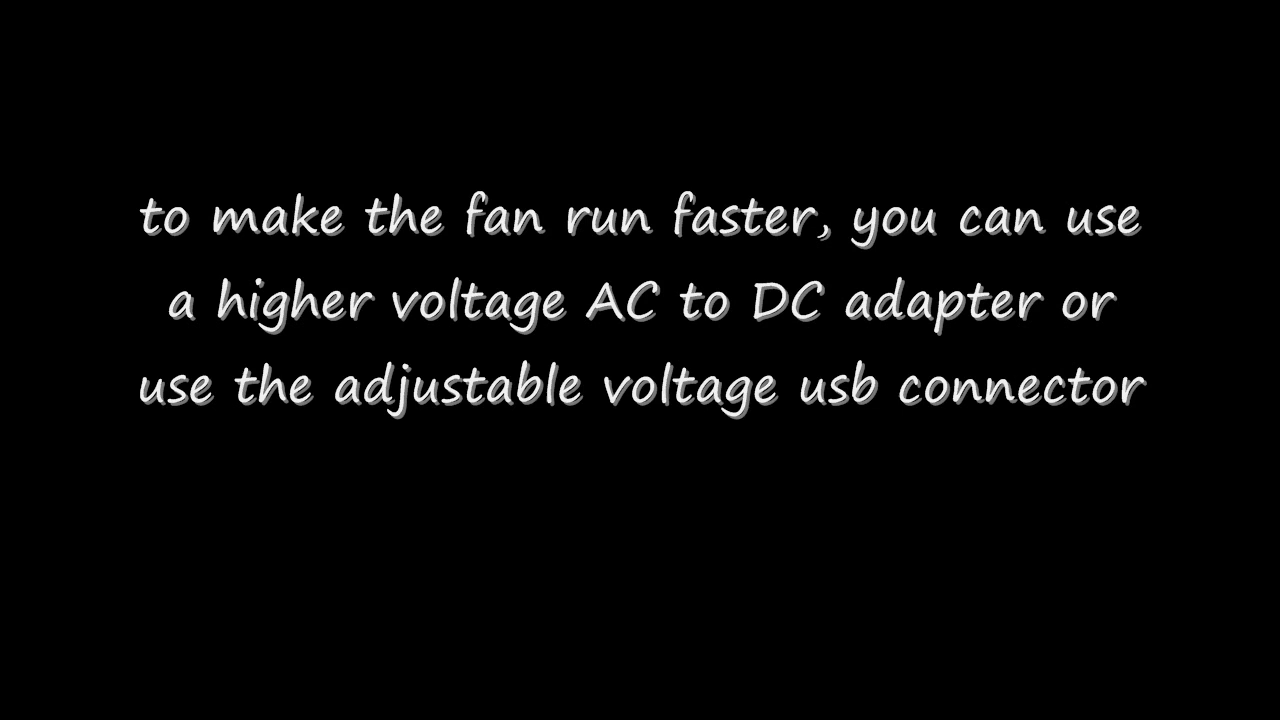 to make the fan run faster, you can use
a higher voltage AC to DC adapter or
use the adjustable voltage usb connector